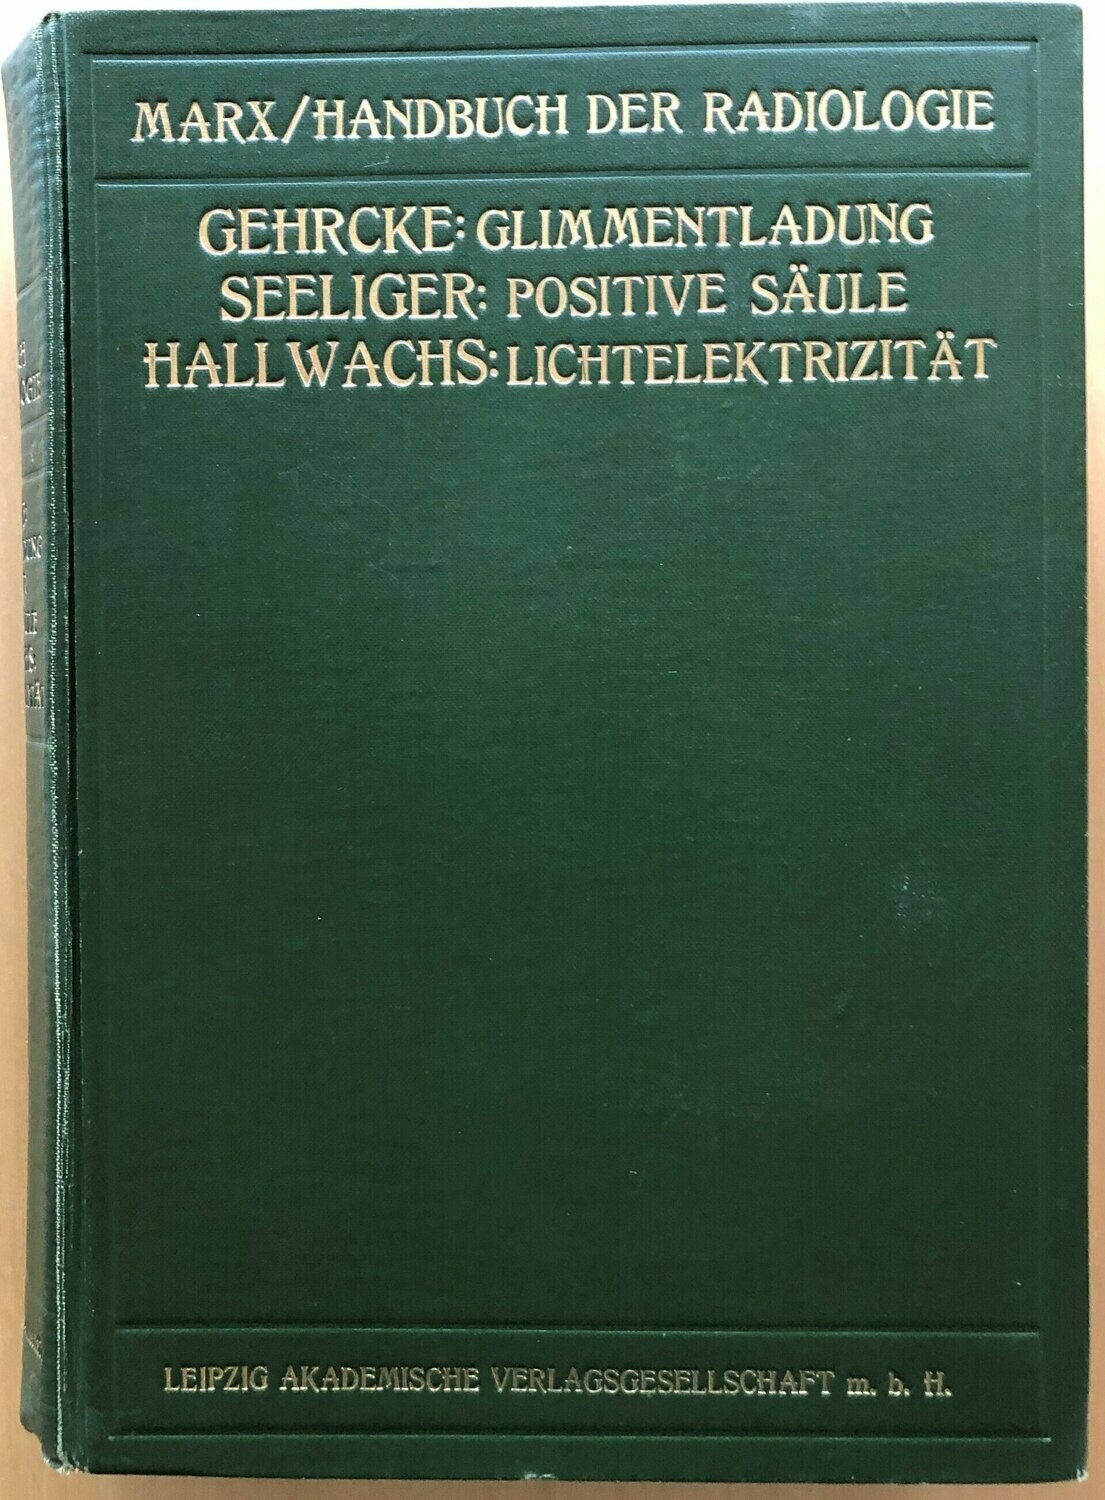 MARX/HANDBUCH DER RADIOLOGIE
GEHRCKE: GLIMMENTLADUNG
SEELIGER: POSITIVE SÄULE
HALLWACHS: LICHTELEKTRIZITÄT
LEIPZIG AKADEMISCHE VERLAGSGESELLSCHAFT m. b. H.